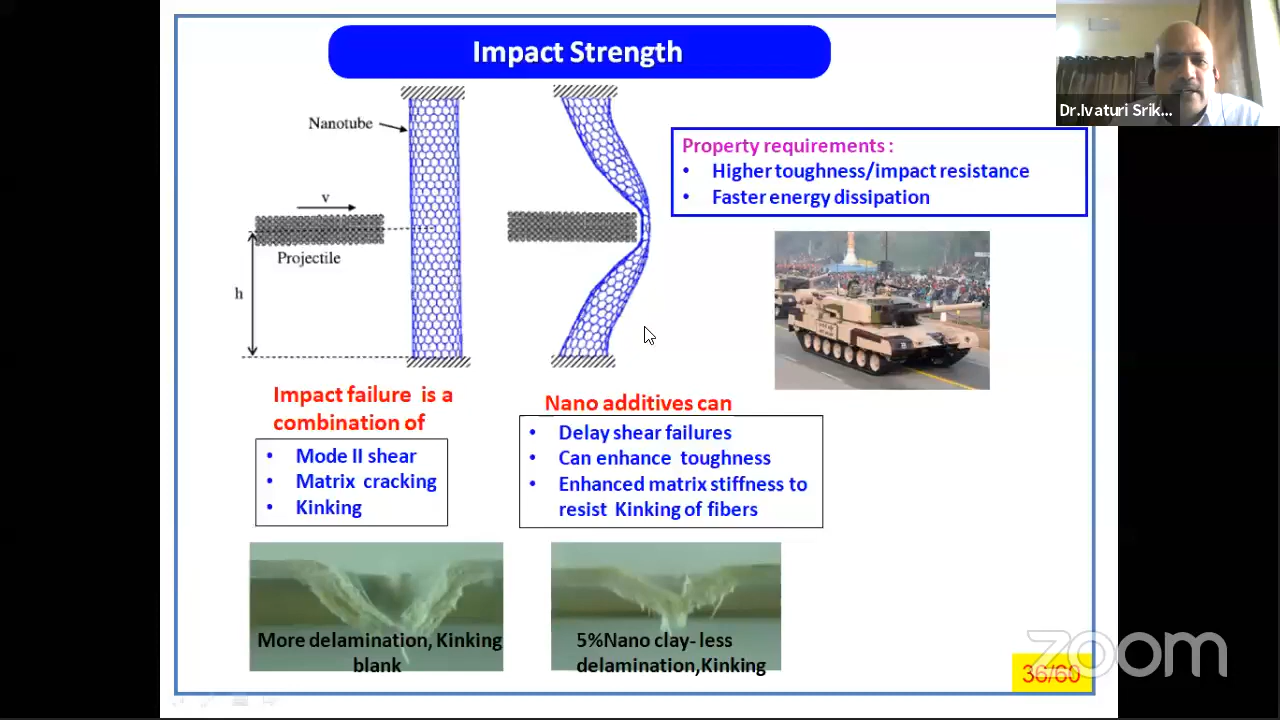 Impact Strength
Dr.Ivaturi Srik...
Nanotube
v
Projectile
h
Property requirements :
• Higher toughness/impact resistance
• Faster energy dissipation
Impact failure is a
combination of
• Mode II shear
• Matrix cracking
• Kinking
Nano additives can
• Delay shear failures
• Can enhance toughness
• Enhanced matrix stiffness to
resist Kinking of fibers
More delamination, Kinking
blank
5%Nano clay- less
delamination,Kinking
zoom
36/60